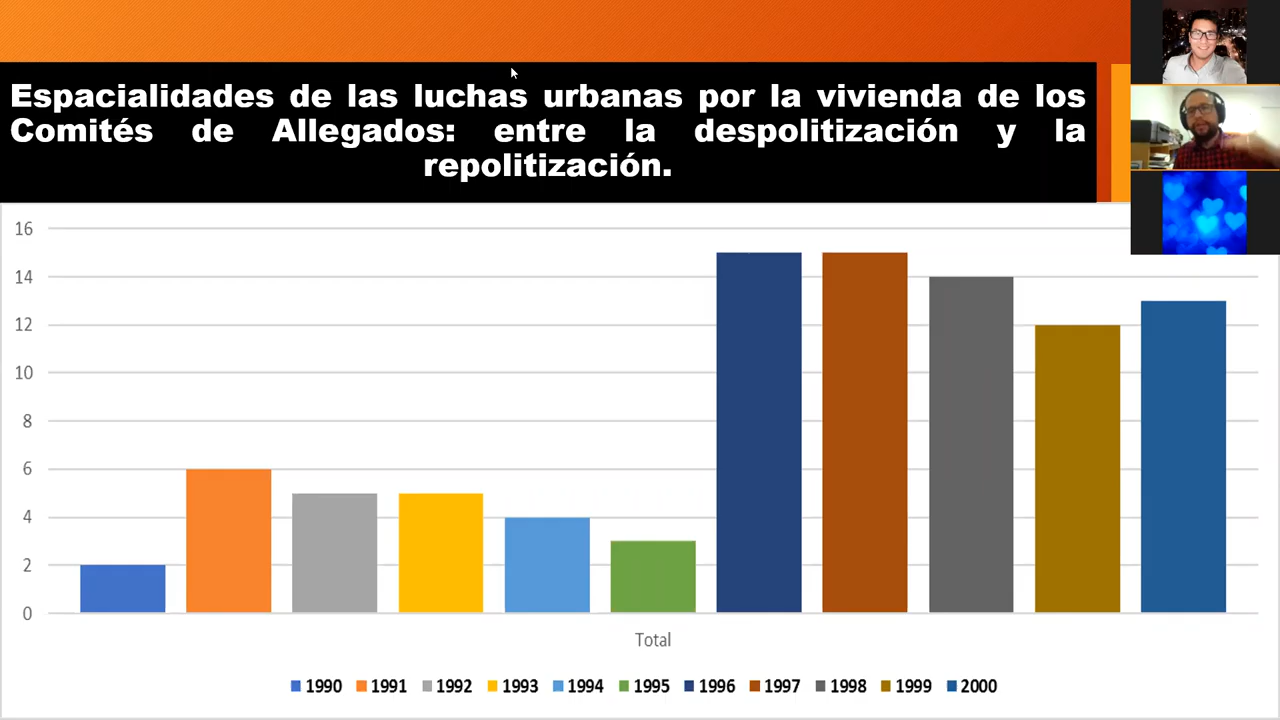 Espacialidades de las luchas urbanas por la vivienda de los
Comités de Allegados: entre la despolitización y la
repolitización.
16
14
12
10
8
6
4
2
0
Total
1990 1991 1992 1993 1994 1995 1996 1997 1998 1999 2000